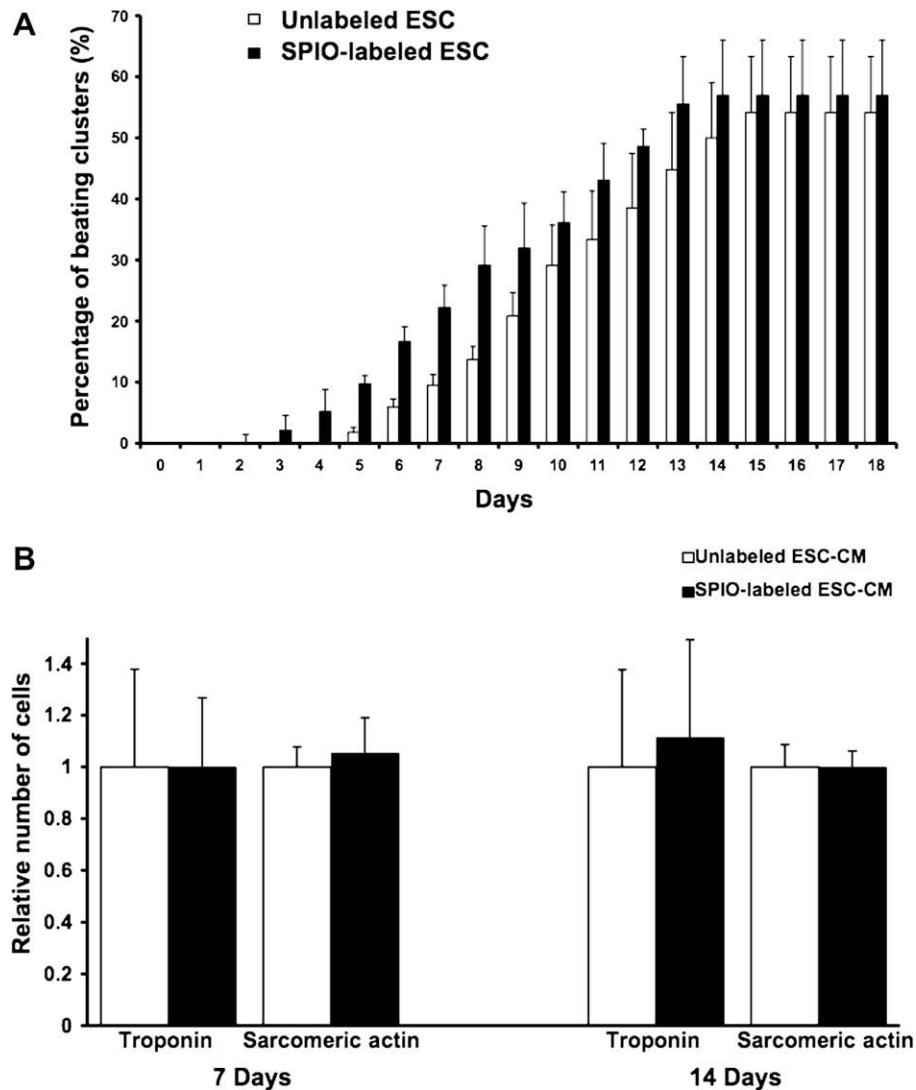 A
Unlabeled ESC
SPIO-labeled ESC
Percentage of beating clusters (%)
70
60
50
40
30
20
10
0
0 1 2 3 4 5 6 7 8 9 10 11 12 13 14 15 16 17 18
Days
B
Unlabeled ESC-CM
SPIO-labeled ESC-CM
Relative number of cells
1.4
1.2
1
0.8
0.6
0.4
0.2
0
Troponin Sarcomeric actin Troponin Sarcomeric actin
7 Days 14 Days